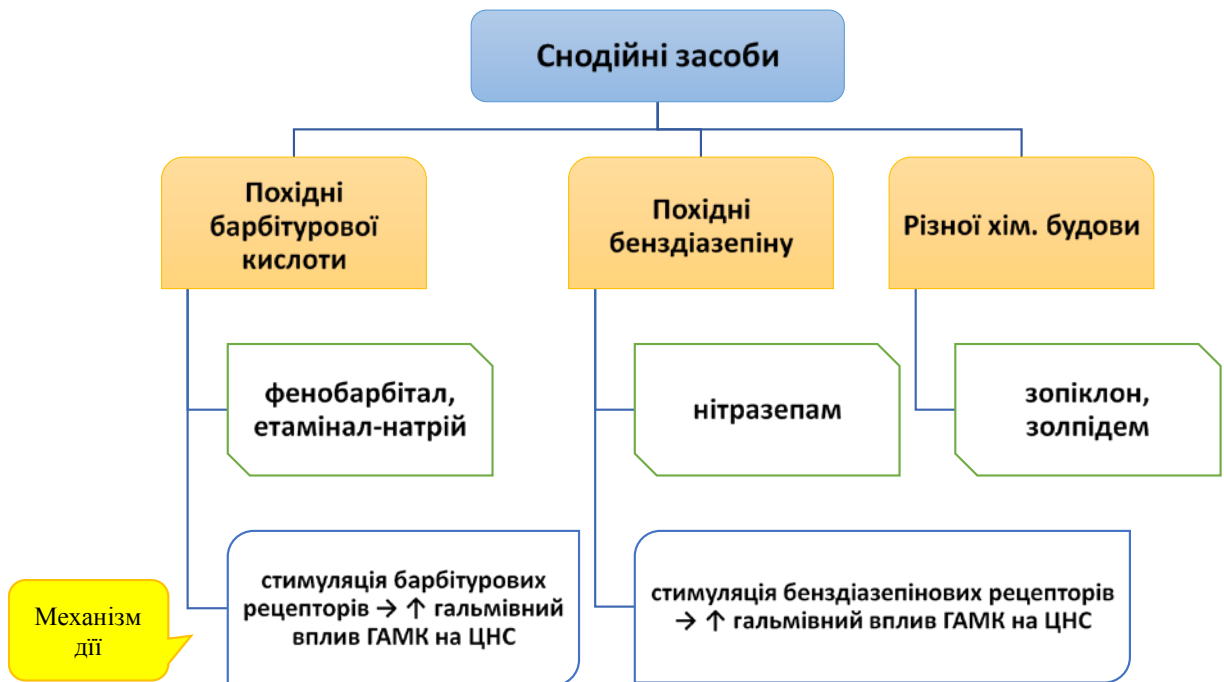 Снодійні засоби
Похідні
барбітурової
кислоти
Похідні
бенздіазепіну
Різної хім. будови
фенобарбітал,
етамінал-натрій
нітразепам
зопіклон,
золпідем
Механізм
дїї
стимуляція барбітурових
рецепторів → ↑ гальмівний
вплив ГАМК на ЦНС
стимуляція бенздіазепінових рецепторів
→ ↑ гальмівний вплив ГАМК на ЦНС